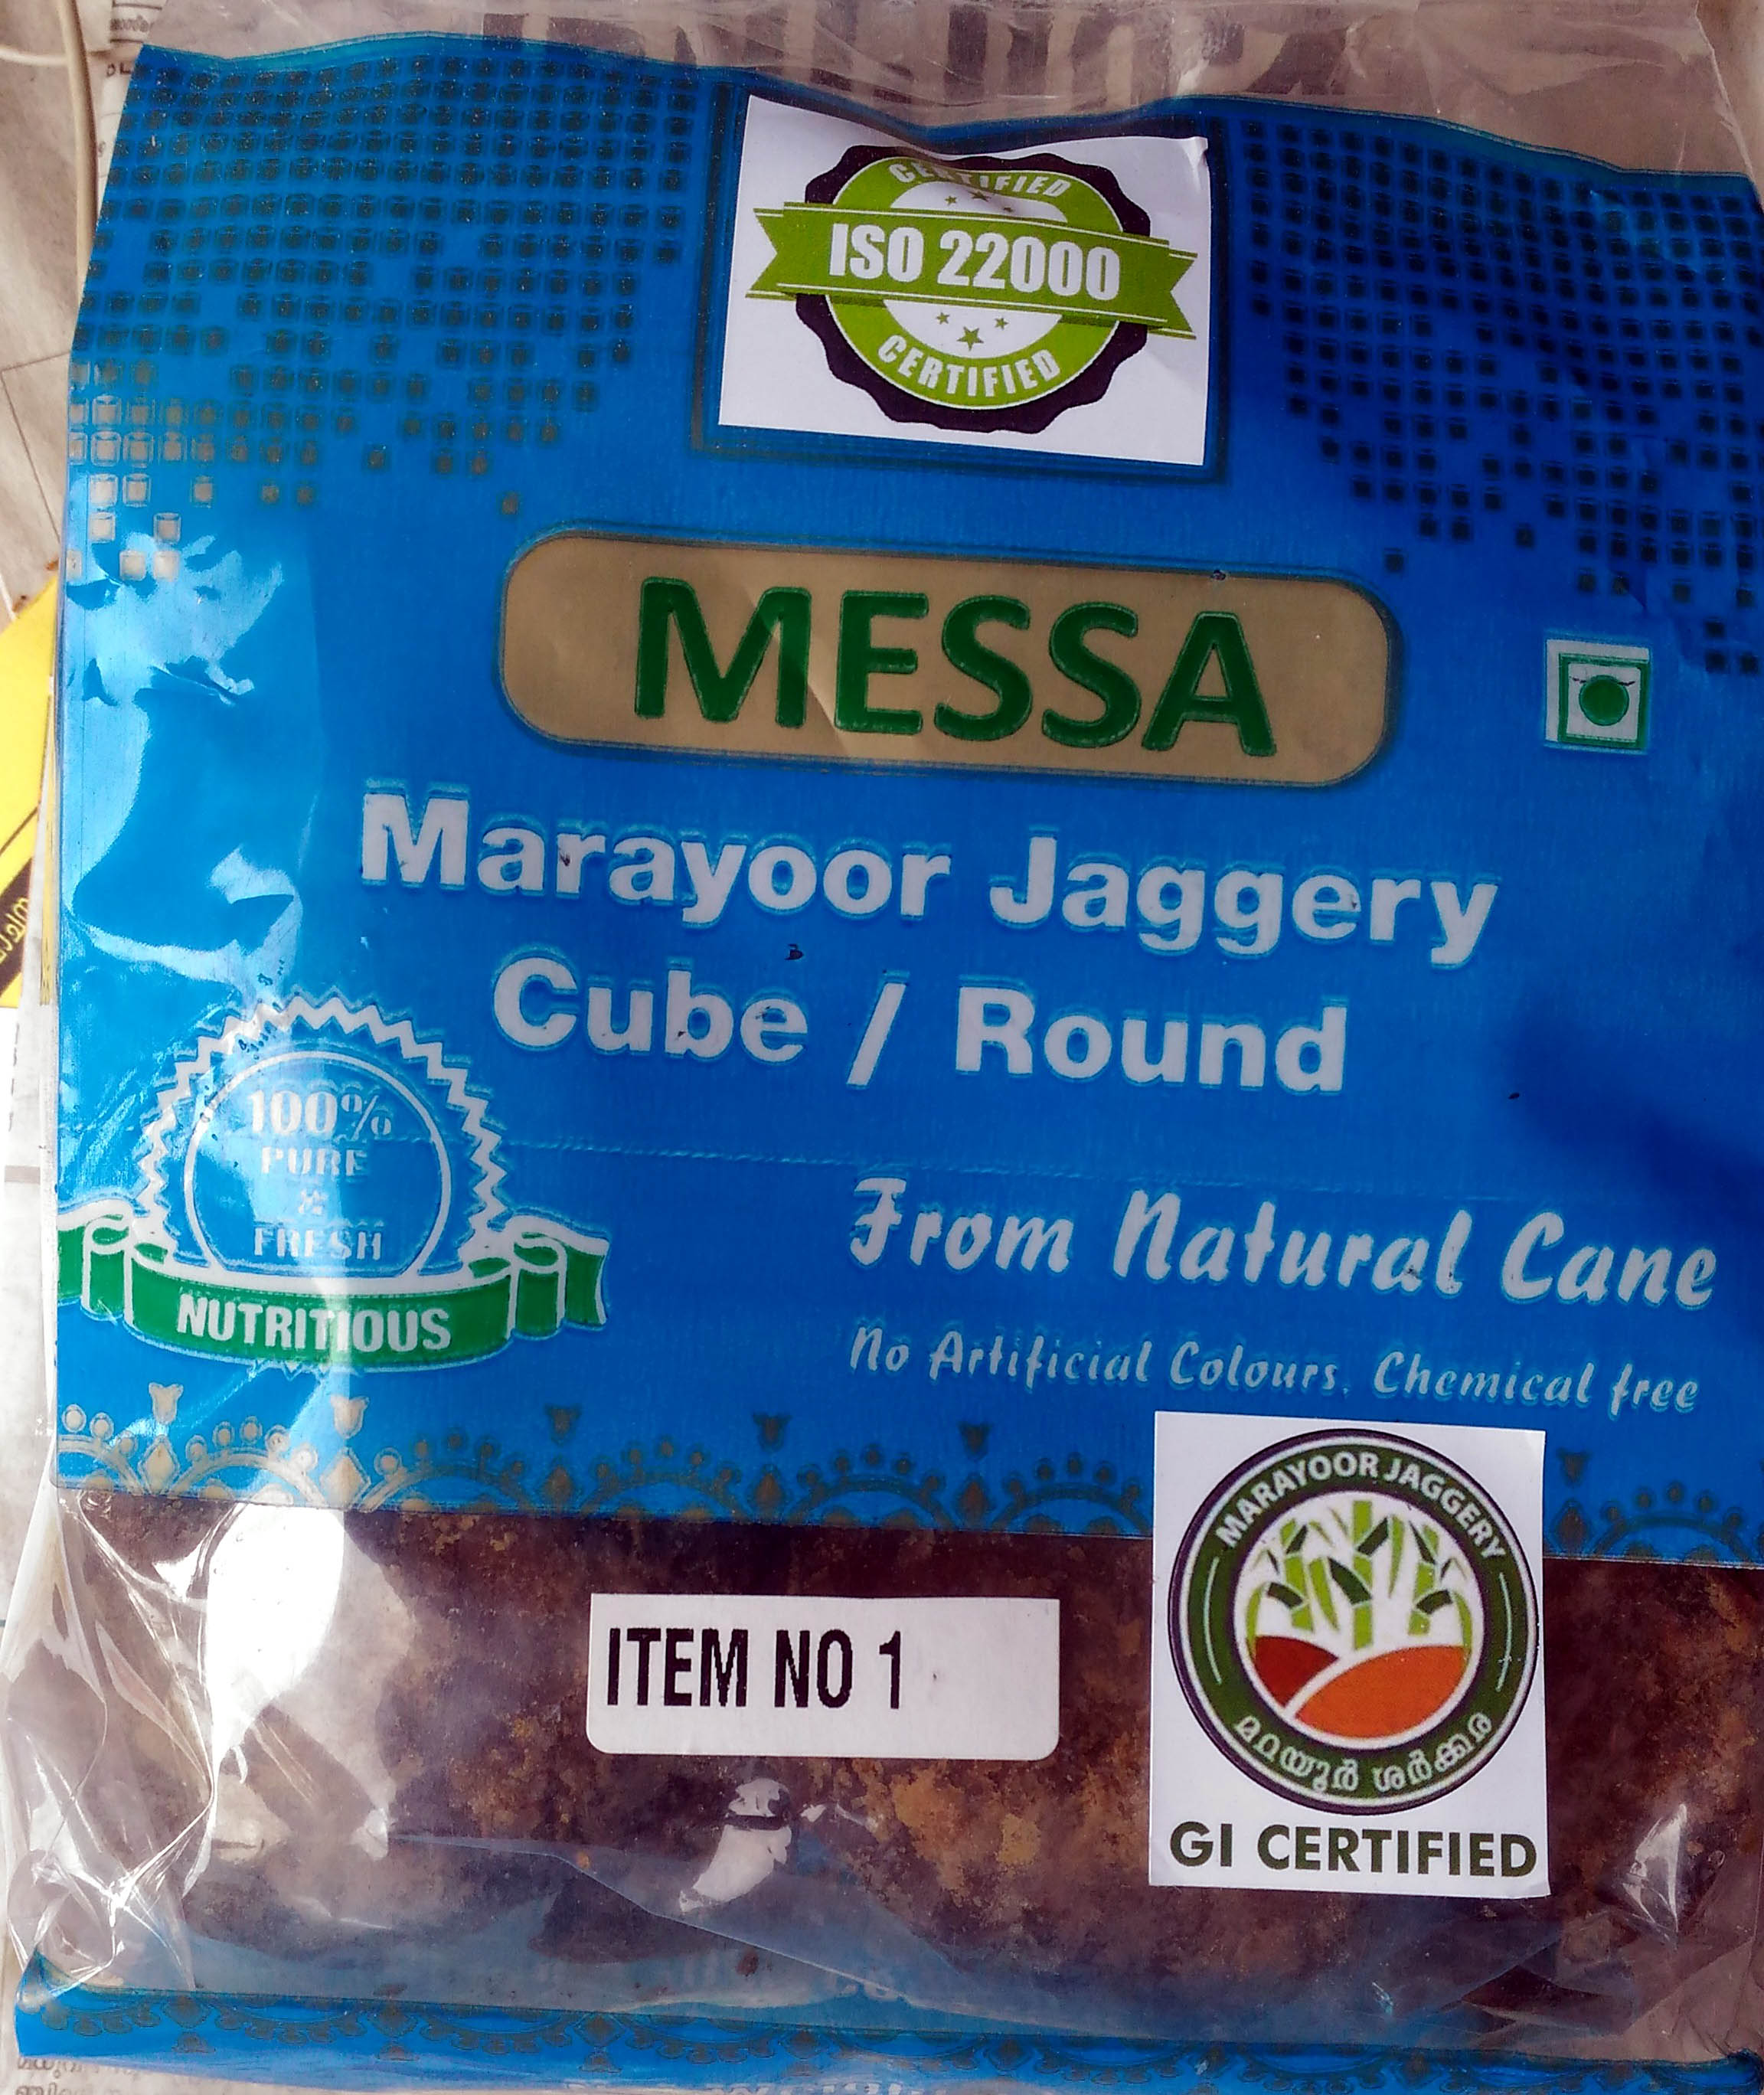 CERTIFIED
ISO 22000
CERTIFIED
MESSA
Marayoor Jaggery
Cube / Round
100%
PURE
&
FRESH
NUTRITIOUS
From Natural Cane
No Artificial Colours, Chemical free
MARAYOOR JAGGERY
മറയൂർ ശർക്കര
GI CERTIFIED
ITEM NO 1